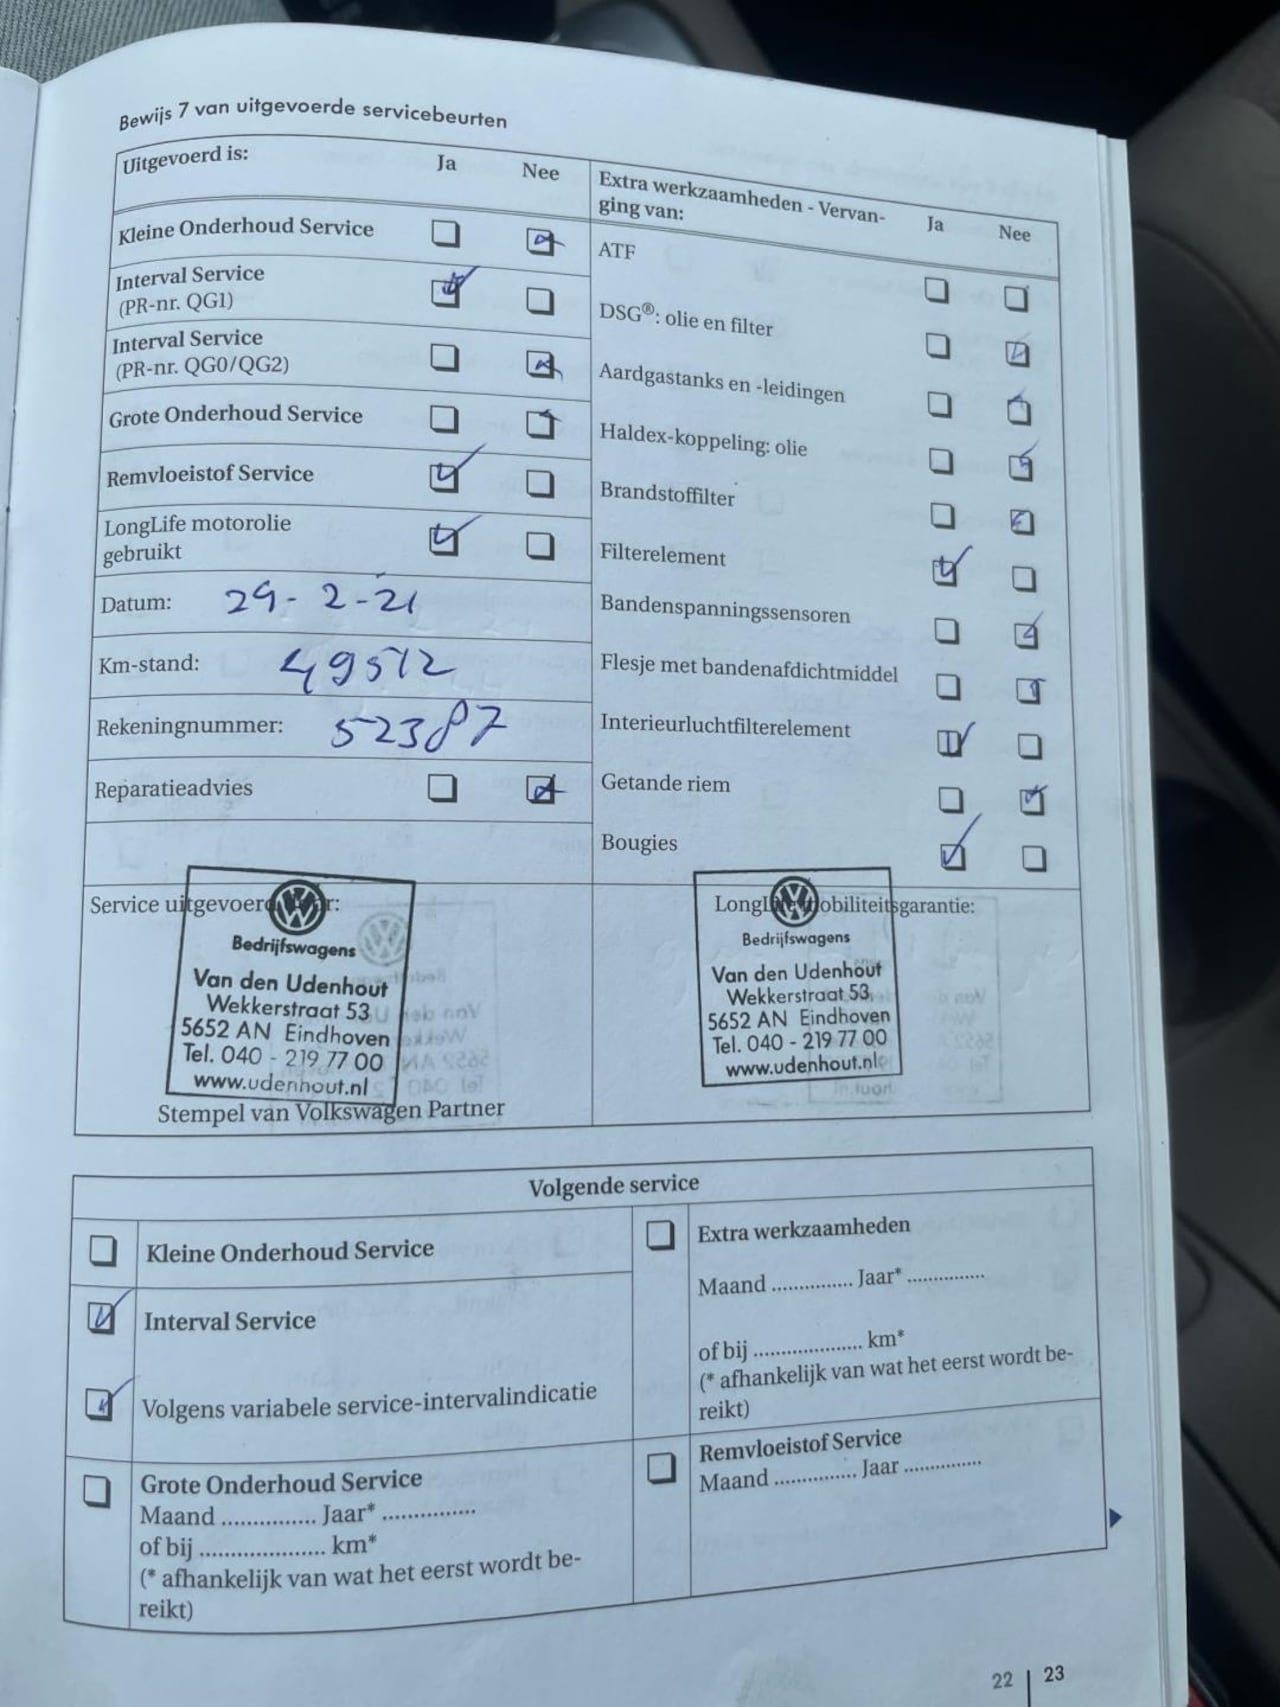 Bewijs 7 van uitgevoerde servicebeurten
Uitgevoerd is:
Ja
Nee
Kleine Onderhoud Service
Interval Service
(PR-nr. QG1)
Interval Service
(PR-nr. QG0/QG2)
Grote Onderhoud Service
Remvloeistof Service
LongLife motorolie
gebruikt
Datum: 29-2-21
Km-stand: 49512
Rekeningnummer: 52387
Reparatieadvies
Extra werkzaamheden - Vervan-
ging van:
Ja
Nee
ATF
DSG®: olie en filter
Aardgastanks en -leidingen
Haldex-koppeling: olie
Brandstoffilter
Filterelement
Bandenspanningssensoren
Flesje met bandenafdichtmiddel
Interieurluchtfilterelement
Getande riem
Bougies
Service uitgevoerd
Bedrijfswagens
Van den Udenhout
Wekkerstraat 53
5652 AN Eindhoven
Tel. 040 - 219 77 00
www.udenhout.nl
Stempel van Volkswagen Partner
LongLife mobiliteitsgarantie:
Bedrijfswagens
Van den Udenhout
Wekkerstraat 53
5652 AN Eindhoven
Tel. 040 - 219 77 00
www.udenhout.nl
Volgende service
Kleine Onderhoud Service
Interval Service
Volgens variabele service-intervalindicatie
Grote Onderhoud Service
Maand ............... Jaar* ...............
of bij .................... km*
(* afhankelijk van wat het eerst wordt be-
reikt)
Extra werkzaamheden
Maand ............. Jaar* .............
of bij .................... km*
(* afhankelijk van wat het eerst wordt be-
reikt)
Remvloeistof Service
Maand ............. Jaar .............
22 | 23